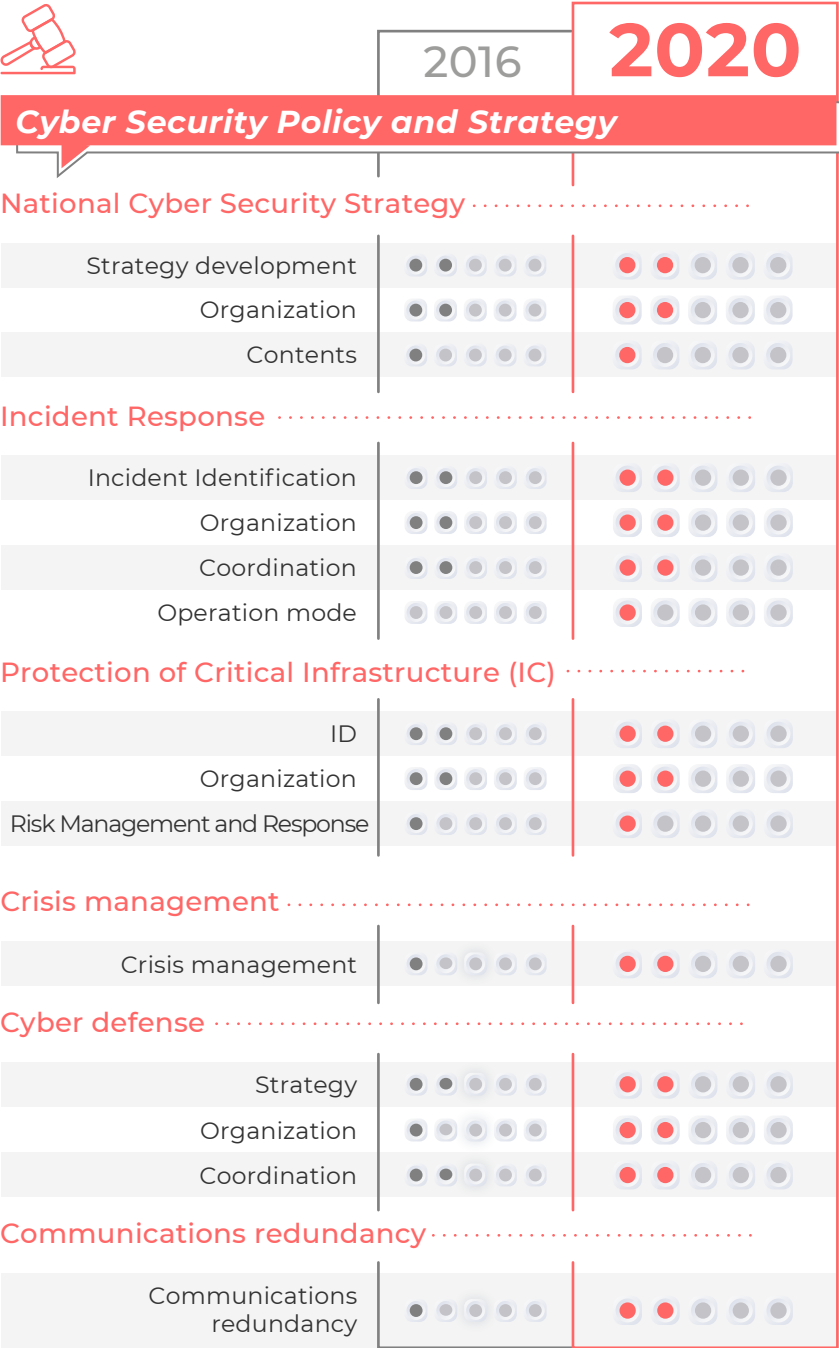 2016
2020
Cyber Security Policy and Strategy
National Cyber Security Strategy
Strategy development
Organization
Contents
Incident Response
Incident Identification
Organization
Coordination
Operation mode
Protection of Critical Infrastructure (IC)
ID
Organization
Risk Management and Response
Crisis management
Crisis management
Cyber defense
Strategy
Organization
Coordination
Communications redundancy
Communications
redundancy